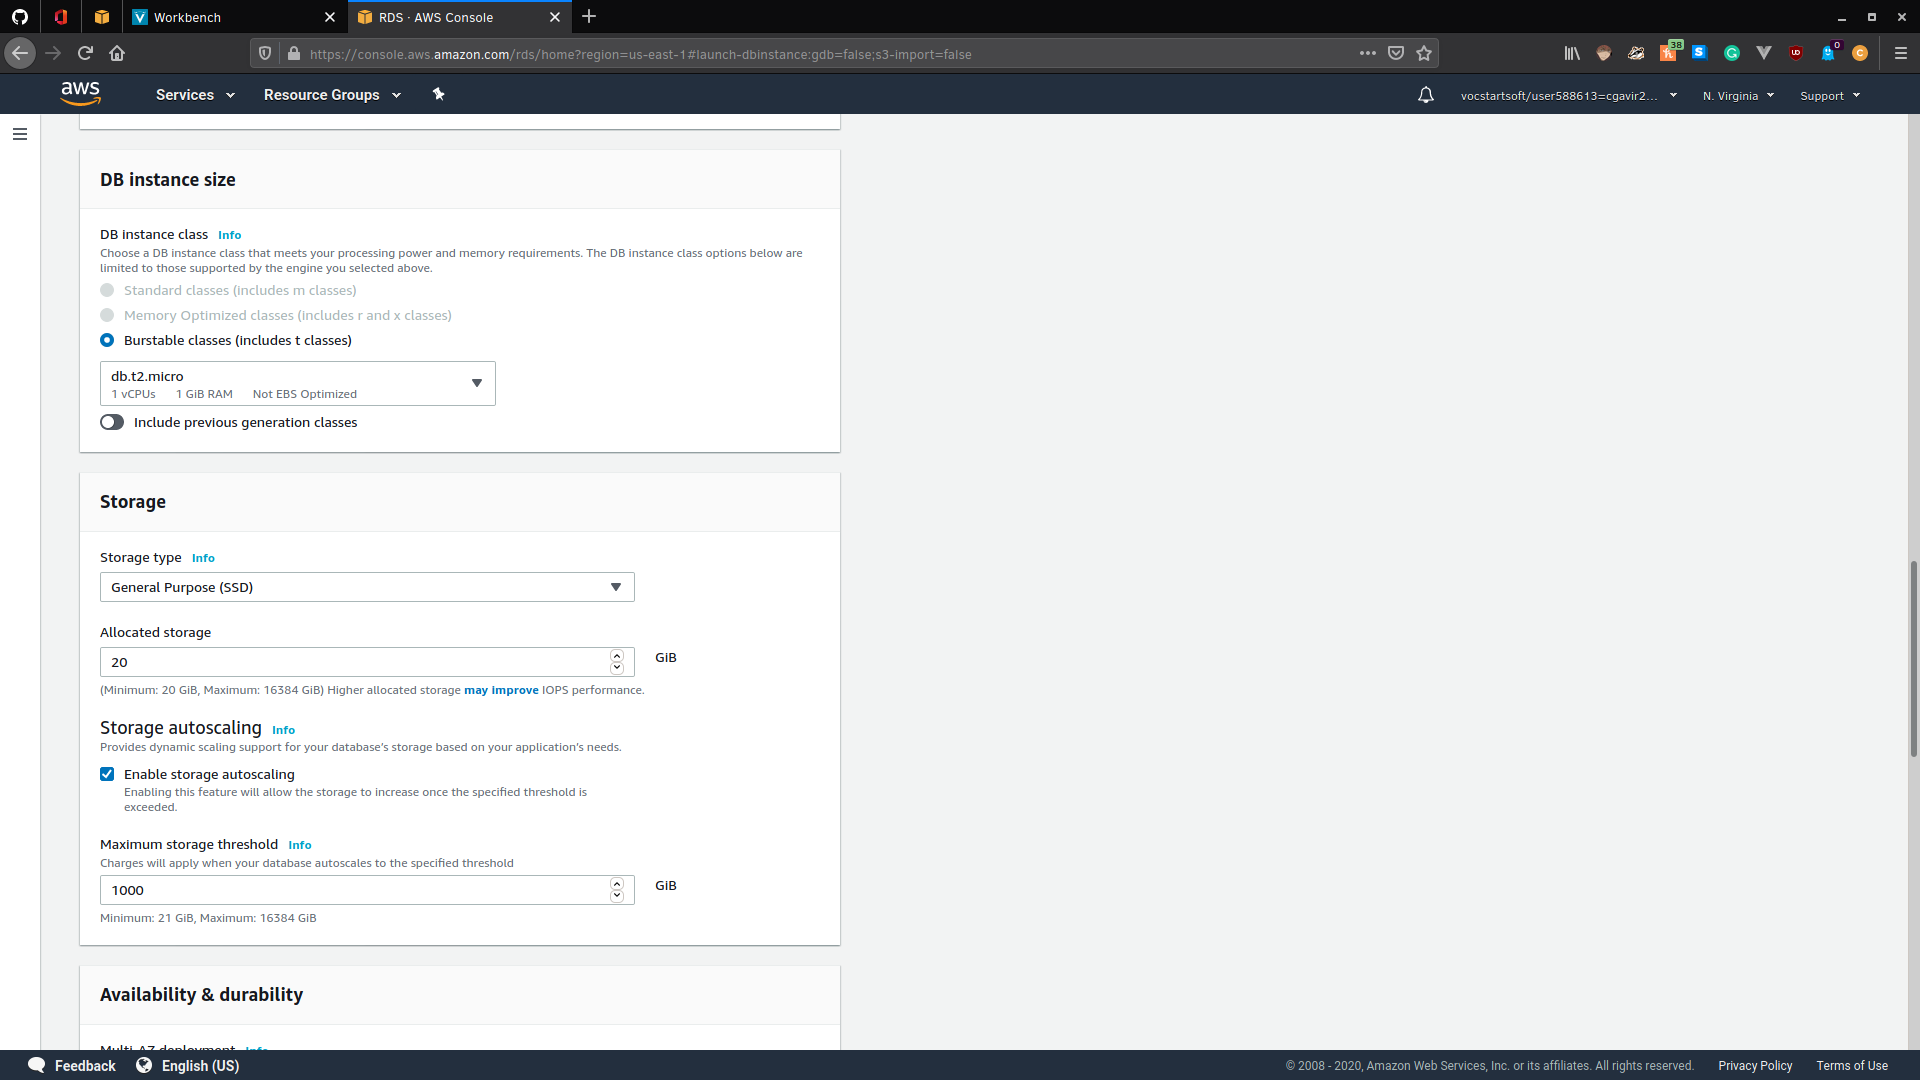 Workbench
RDS · AWS Console
https://console.aws.amazon.com/rds/home?region=us-east-1#launch-dbinstance:gdb=false;s3-import=false
38
S
0
C
aws
Services
Resource Groups
vocstartsoft/user588613=cgavir2...
N. Virginia
Support
DB instance size
DB instance class Info
Choose a DB instance class that meets your processing power and memory requirements. The DB instance class options below are
limited to those supported by the engine you selected above.
Standard classes (includes m classes)
Memory Optimized classes (includes r and x classes)
Burstable classes (includes t classes)
db.t2.micro
1 vCPUs 1 GiB RAM Not EBS Optimized
Include previous generation classes
Storage
Storage type Info
General Purpose (SSD)
Allocated storage
20
GiB
(Minimum: 20 GiB, Maximum: 16384 GiB) Higher allocated storage may improve IOPS performance.
Storage autoscaling Info
Provides dynamic scaling support for your database's storage based on your application's needs.
Enable storage autoscaling
Enabling this feature will allow the storage to increase once the specified threshold is
exceeded.
Maximum storage threshold Info
Charges will apply when your database autoscales to the specified threshold
1000
GiB
Minimum: 21 GiB, Maximum: 16384 GiB
Availability & durability
Multi-AZ deployment Info
Feedback
English (US)
© 2008 - 2020, Amazon Web Services, Inc. or its affiliates. All rights reserved.
Privacy Policy
Terms of Use